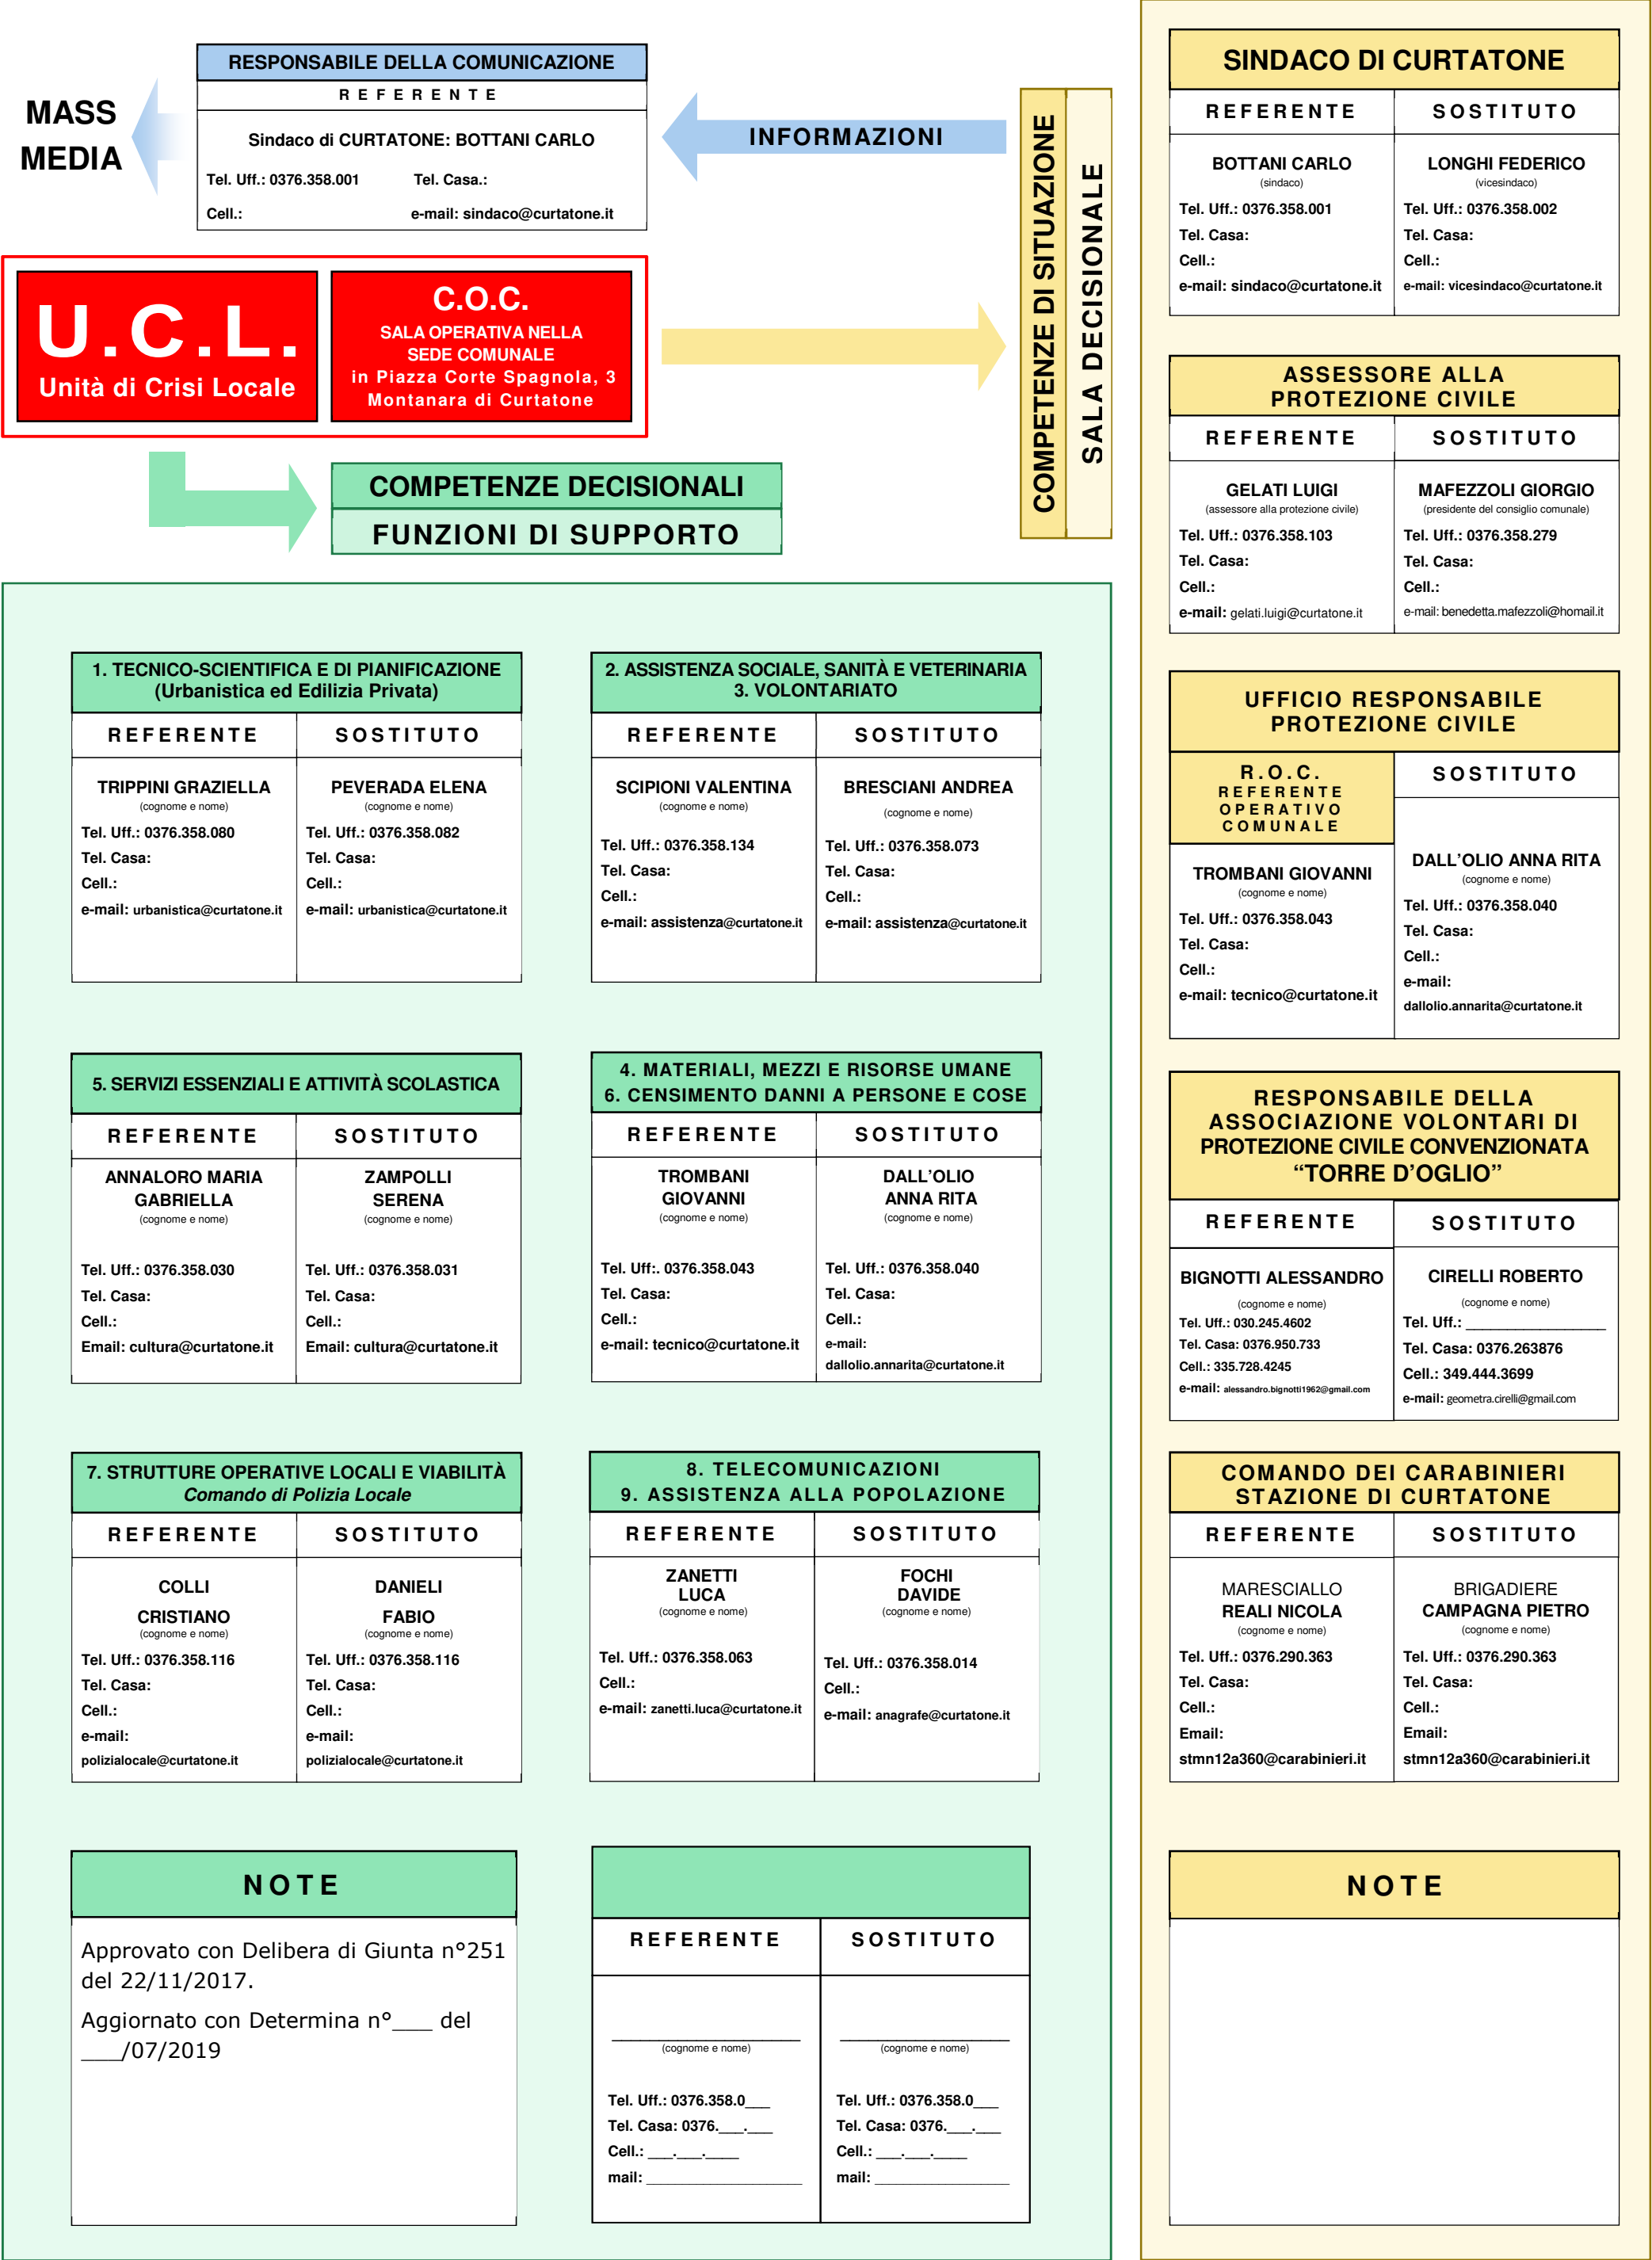 MASS
MEDIA
RESPONSABILE DELLA COMUNICAZIONE
REFERENTE
Sindaco di CURTATONE: BOTTANI CARLO
Tel. Uff.: 0376.358.001 Tel. Casa.:
Cell.: e-mail: sindaco@curtatone.it
INFORMAZIONI
COMPETENZE DI SITUAZIONE
SALA DECISIONALE
U.C.L.
Unità di Crisi Locale
C.O.C.
SALA OPERATIVA NELLA
SEDE COMUNALE
in Piazza Corte Spagnola, 3
Montanara di Curtatone
COMPETENZE DECISIONALI
FUNZIONI DI SUPPORTO
1. TECNICO-SCIENTIFICA E DI PIANIFICAZIONE
(Urbanistica ed Edilizia Privata)
REFERENTE
TRIPPINI GRAZIELLA
(cognome e nome)
Tel. Uff.: 0376.358.080
Tel. Casa:
Cell.:
e-mail: urbanistica@curtatone.it
SOSTITUTO
PEVERADA ELENA
(cognome e nome)
Tel. Uff.: 0376.358.082
Tel. Casa:
Cell.:
e-mail: urbanistica@curtatone.it
2. ASSISTENZA SOCIALE, SANITÀ E VETERINARIA
3. VOLONTARIATO
REFERENTE
SCIPIONI VALENTINA
(cognome e nome)
Tel. Uff.: 0376.358.134
Tel. Casa:
Cell.:
e-mail: assistenza@curtatone.it
SOSTITUTO
BRESCIANI ANDREA
(cognome e nome)
Tel. Uff.: 0376.358.073
Tel. Casa:
Cell.:
e-mail: assistenza@curtatone.it
5. SERVIZI ESSENZIALI E ATTIVITÀ SCOLASTICA
REFERENTE
ANNALORO MARIA
GABRIELLA
(cognome e nome)
Tel. Uff.: 0376.358.030
Tel. Casa:
Cell.:
Email: cultura@curtatone.it
SOSTITUTO
ZAMPOLLI
SERENA
(cognome e nome)
Tel. Uff.: 0376.358.031
Tel. Casa:
Cell.:
Email: cultura@curtatone.it
4. MATERIALI, MEZZI E RISORSE UMANE
6. CENSIMENTO DANNI A PERSONE E COSE
REFERENTE
TROMBANI
GIOVANNI
(cognome e nome)
Tel. Uff:. 0376.358.043
Tel. Casa:
Cell.:
e-mail: tecnico@curtatone.it
SOSTITUTO
DALL'OLIO
ANNA RITA
(cognome e nome)
Tel. Uff.: 0376.358.040
Tel. Casa:
Cell.:
e-mail:
dallolio.annarita@curtatone.it
7. STRUTTURE OPERATIVE LOCALI E VIABILITÀ
Comando di Polizia Locale
REFERENTE
COLLI
CRISTIANO
(cognome e nome)
Tel. Uff.: 0376.358.116
Tel. Casa:
Cell.:
e-mail:
polizialocale@curtatone.it
SOSTITUTO
DANIELI
FABIO
(cognome e nome)
Tel. Uff.: 0376.358.116
Tel. Casa:
Cell.:
e-mail:
polizialocale@curtatone.it
8. TELECOMUNICAZIONI
9. ASSISTENZA ALLA POPOLAZIONE
REFERENTE
ZANETTI
LUCA
(cognome e nome)
Tel. Uff.: 0376.358.063
Cell.:
e-mail: zanetti.luca@curtatone.it
SOSTITUTO
FOCHI
DAVIDE
(cognome e nome)
Tel. Uff.: 0376.358.014
Cell.:
e-mail: anagrafe@curtatone.it
NOTE
Approvato con Delibera di Giunta n°251
del 22/11/2017.
Aggiornato con Determina n°___ del
___/07/2019
REFERENTE
(cognome e nome)
Tel. Uff.: 0376.358.0___
Tel. Casa: 0376.___.___
Cell.: ___.___.____
mail: ____________________
SOSTITUTO
(cognome e nome)
Tel. Uff.: 0376.358.0___
Tel. Casa: 0376.___.___
Cell.: ___.___.____
mail: _________________
SINDACO DI CURTATONE
REFERENTE
BOTTANI CARLO
(sindaco)
Tel. Uff.: 0376.358.001
Tel. Casa:
Cell.:
e-mail: sindaco@curtatone.it
SOSTITUTO
LONGHI FEDERICO
(vicesindaco)
Tel. Uff.: 0376.358.002
Tel. Casa:
Cell.:
e-mail: vicesindaco@curtatone.it
ASSESSORE ALLA
PROTEZIONE CIVILE
REFERENTE
GELATI LUIGI
(assessore alla protezione civile)
Tel. Uff.: 0376.358.103
Tel. Casa:
Cell.:
e-mail: gelati.luigi@curtatone.it
SOSTITUTO
MAFEZZOLI GIORGIO
(presidente del consiglio comunale)
Tel. Uff.: 0376.358.279
Tel. Casa:
Cell.:
e-mail: benedetta.mafezzoli@homail.it
UFFICIO RESPONSABILE
PROTEZIONE CIVILE
R.O.C.
REFERENTE
OPERATIVO
COMUNALE
TROMBANI GIOVANNI
(cognome e nome)
Tel. Uff.: 0376.358.043
Tel. Casa:
Cell.:
e-mail: tecnico@curtatone.it
SOSTITUTO
DALL'OLIO ANNA RITA
(cognome e nome)
Tel. Uff.: 0376.358.040
Tel. Casa:
Cell.:
e-mail:
dallolio.annarita@curtatone.it
RESPONSABILE DELLA
ASSOCIAZIONE VOLONTARI DI
PROTEZIONE CIVILE CONVENZIONATA
“TORRE D'OGLIO”
REFERENTE
BIGNOTTI ALESSANDRO
(cognome e nome)
Tel. Uff.: 030.245.4602
Tel. Casa: 0376.950.733
Cell.: 335.728.4245
e-mail: alessandro.bignotti1962@gmail.com
SOSTITUTO
CIRELLI ROBERTO
(cognome e nome)
Tel. Uff.: __________________
Tel. Casa: 0376.263876
Cell.: 349.444.3699
e-mail: geometra.cirelli@gmail.com
COMANDO DEI CARABINIERI
STAZIONE DI CURTATONE
REFERENTE
MARESCIALLO
REALI NICOLA
(cognome e nome)
Tel. Uff.: 0376.290.363
Tel. Casa:
Cell.:
Email:
stmn12a360@carabinieri.it
SOSTITUTO
BRIGADIERE
CAMPAGNA PIETRO
(cognome e nome)
Tel. Uff.: 0376.290.363
Tel. Casa:
Cell.:
Email:
stmn12a360@carabinieri.it
NOTE